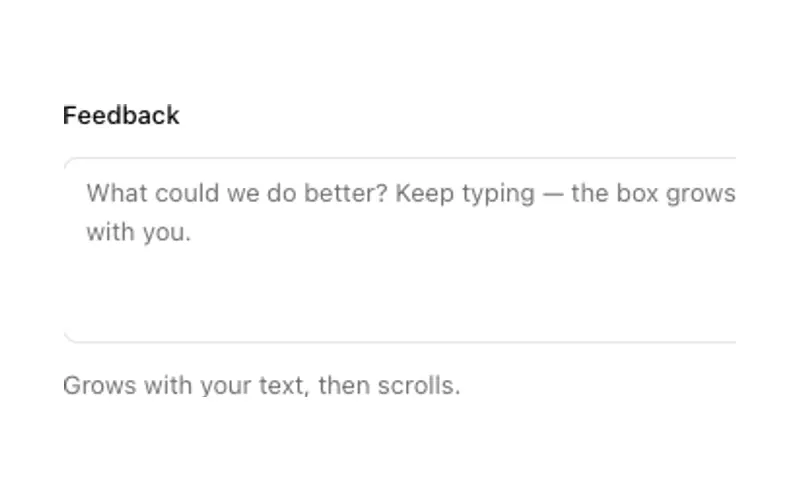 Feedback
What could we do better? Keep typing — the box grows
with you.
Grows with your text, then scrolls.